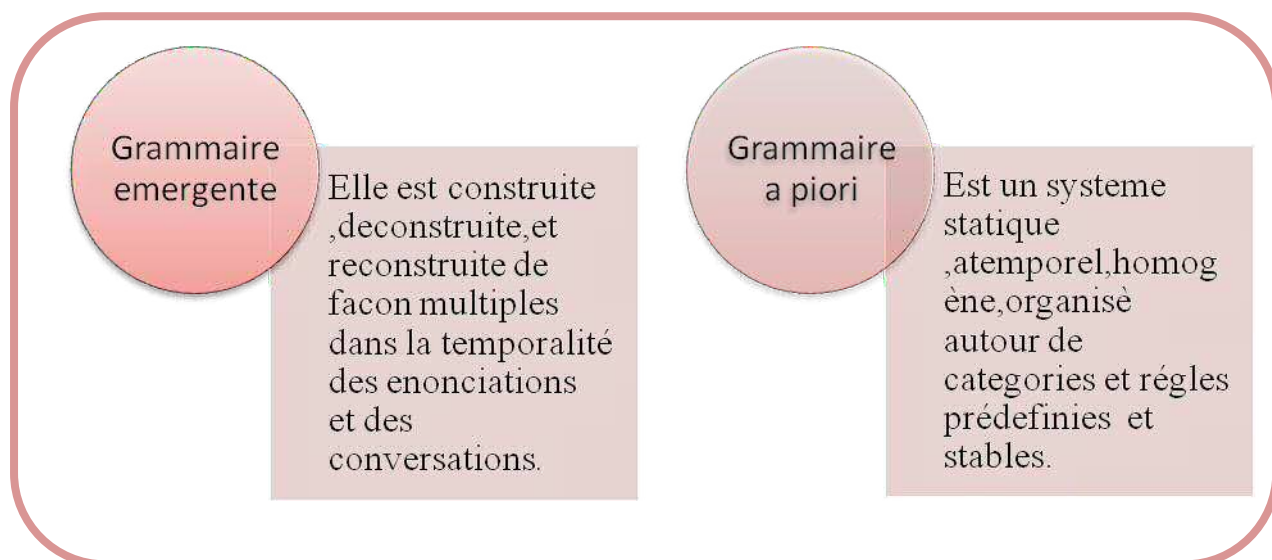 Grammaire
emergente
Elle est construite
,deconstruite,et
reconstruite de
facon multiples
dans la temporalité
des enonciations
et des
conversations.
Grammaire
a piori
Est un systeme
statique
,atemporel,homog
ène,organisè
autour de
categories et régles
prédefinies et
stables.